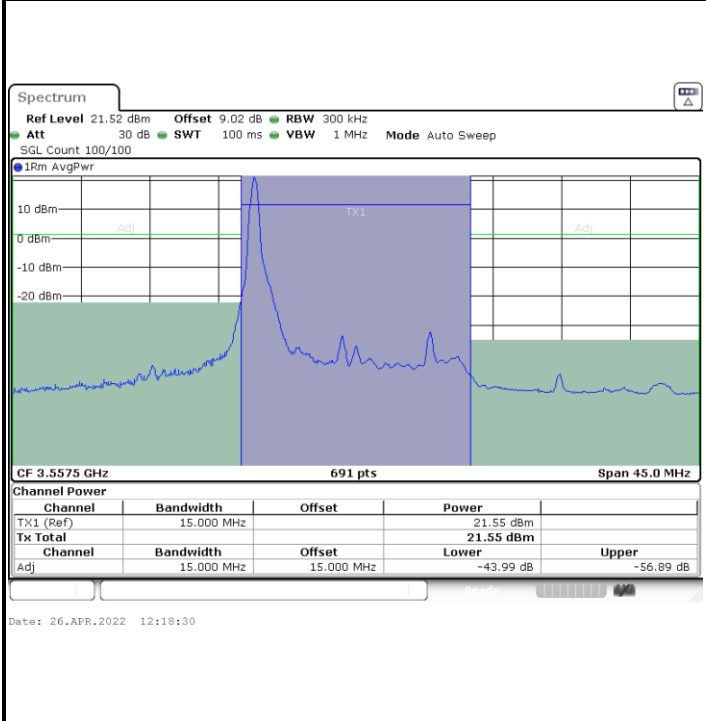 Spectrum
Ref Level 21.52 dBm Offset 9.02 dB RBW 300 kHz
Att 30 dB SWT 100 ms VBW 1 MHz Mode Auto Sweep
SGL Count 100/100
1Rm AvgPwr
10 dBm
TX1
Adj Adj
0 dBm
-10 dBm
-20 dBm
CF 3.5575 GHz 691 pts Span 45.0 MHz
Channel Power
Channel Bandwidth Offset Power
TX1 (Ref) 15.000 MHz 21.55 dBm
Tx Total 21.55 dBm
Channel Bandwidth Offset Lower Upper
Adj 15.000 MHz 15.000 MHz -43.99 dB -56.89 dB
Ready
Date: 26.APR.2022 12:18:30